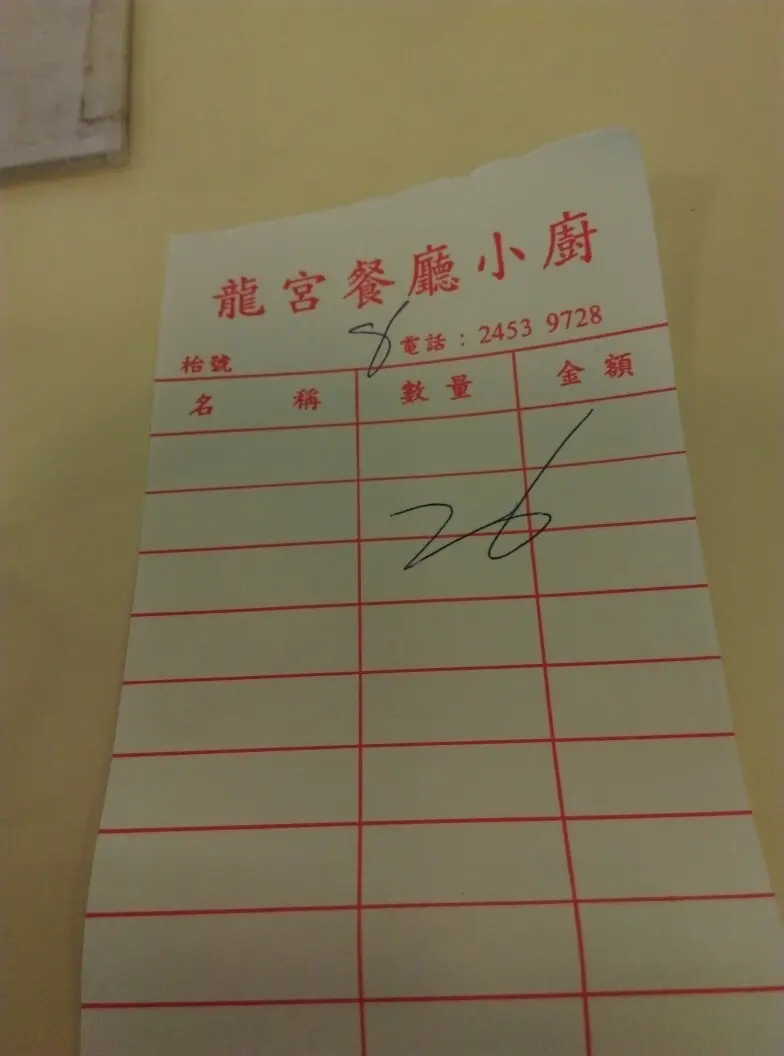 龍宮餐廳小廚
枱號 8 電話：2453 9728
名稱 數量 金額
26